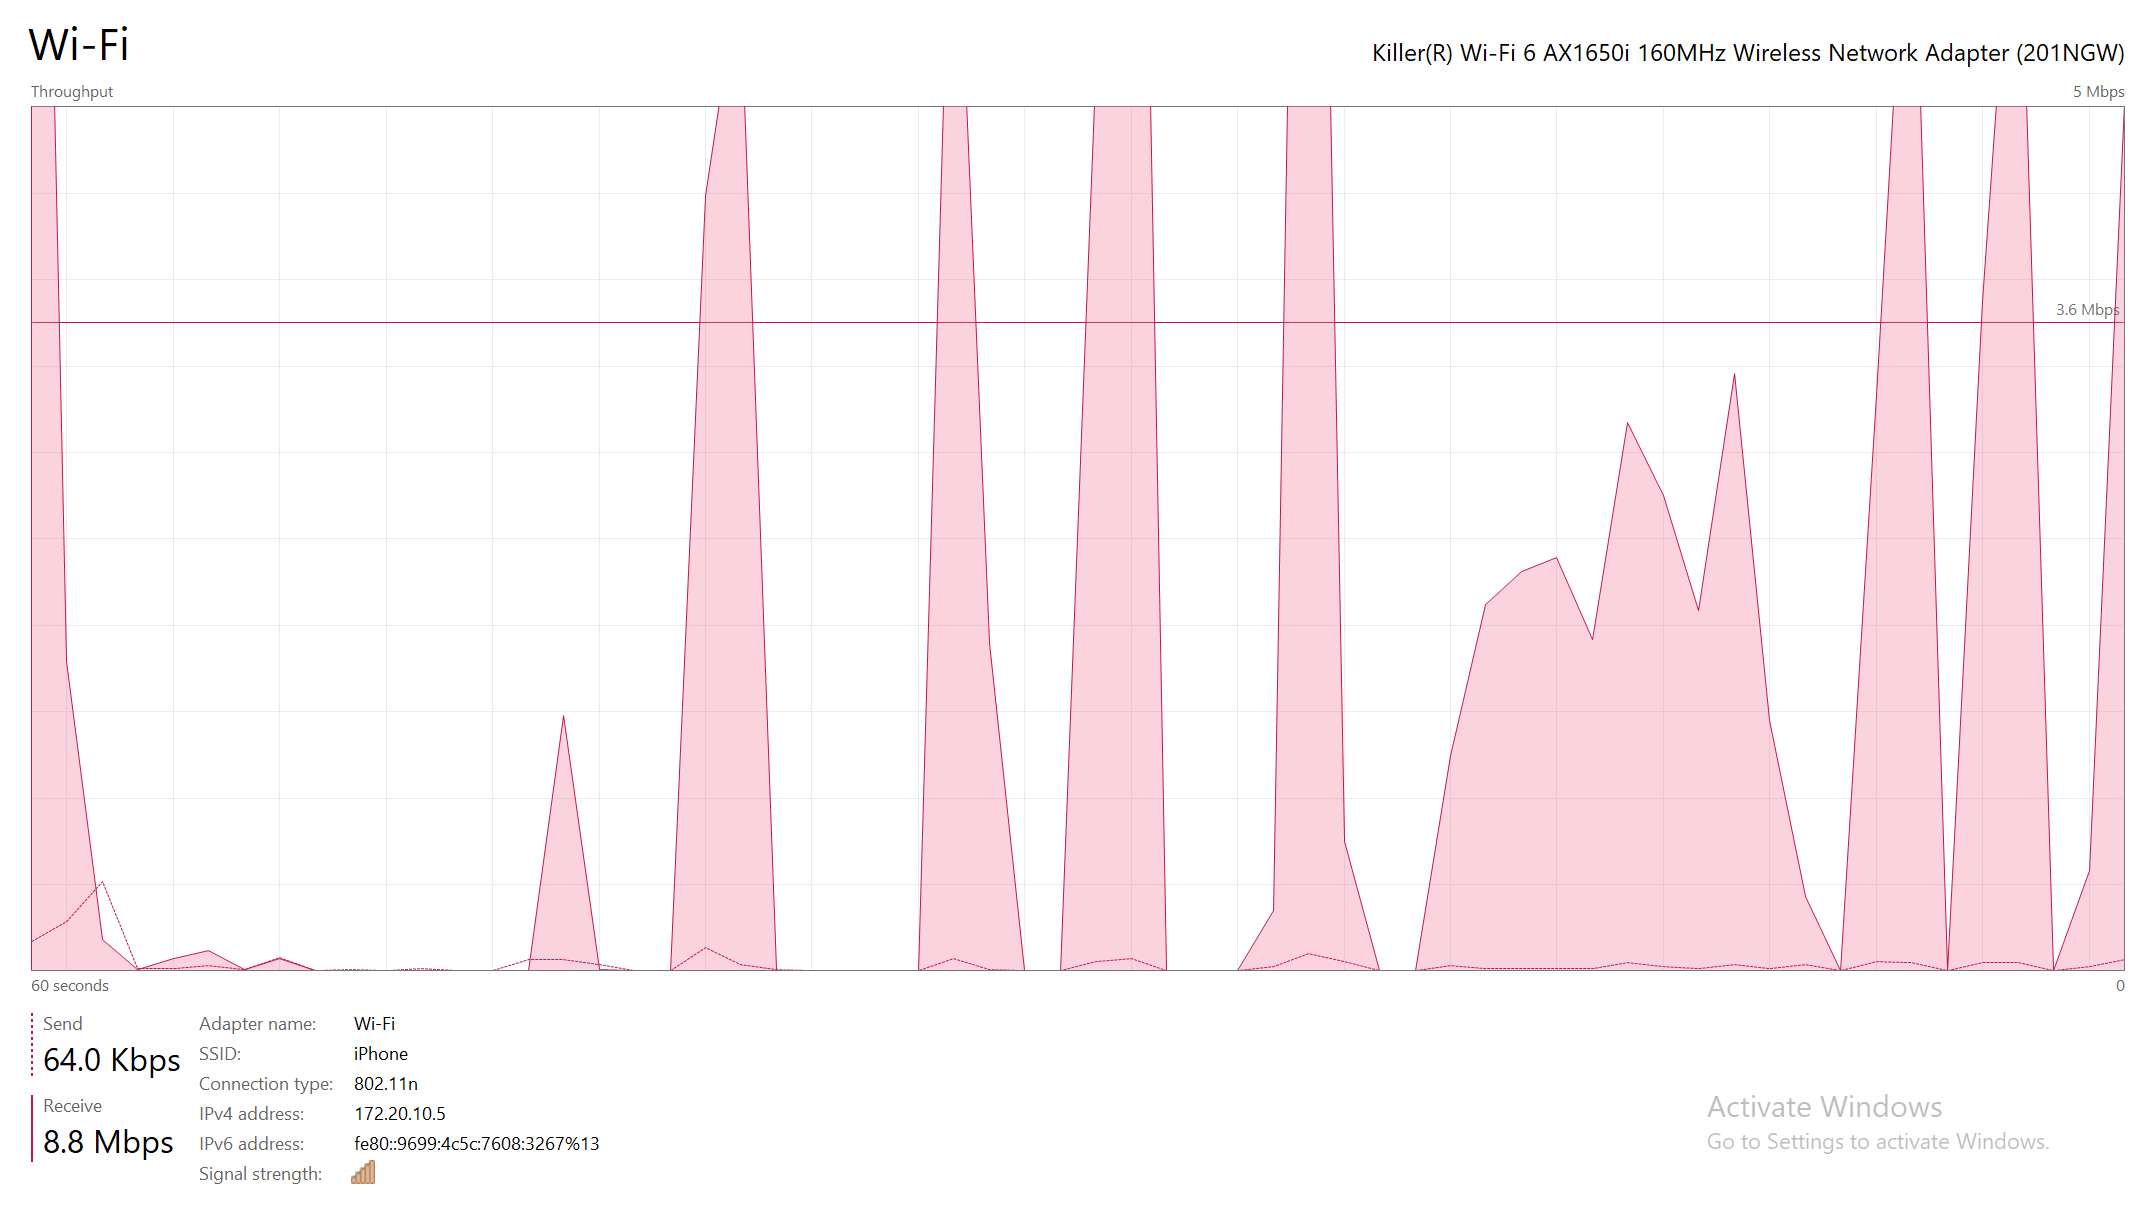 Wi-Fi
Killer(R) Wi-Fi 6 AX1650i 160MHz Wireless Network Adapter (201NGW)
Throughput
5 Mbps
3.6 Mbps
60 seconds
0
Send
64.0 Kbps
Receive
8.8 Mbps
Adapter name: Wi-Fi
SSID: iPhone
Connection type: 802.11n
IPv4 address: 172.20.10.5
IPv6 address: fe80::9699:4c5c:7608:3267%13
Signal strength:
Activate Windows
Go to Settings to activate Windows.